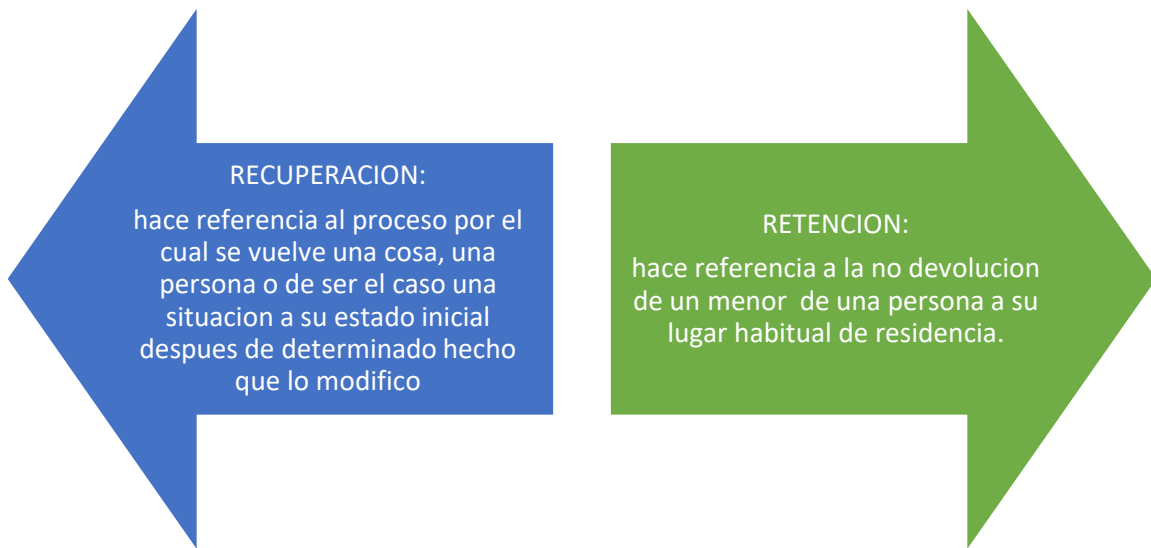 RECUPERACION:
hace referencia al proceso por el
cual se vuelve una cosa, una
persona o de ser el caso una
situacion a su estado inicial
despues de determinado hecho
que lo modifico
RETENCION:
hace referencia a la no devolucion
de un menor  de una persona a su
lugar habitual de residencia.